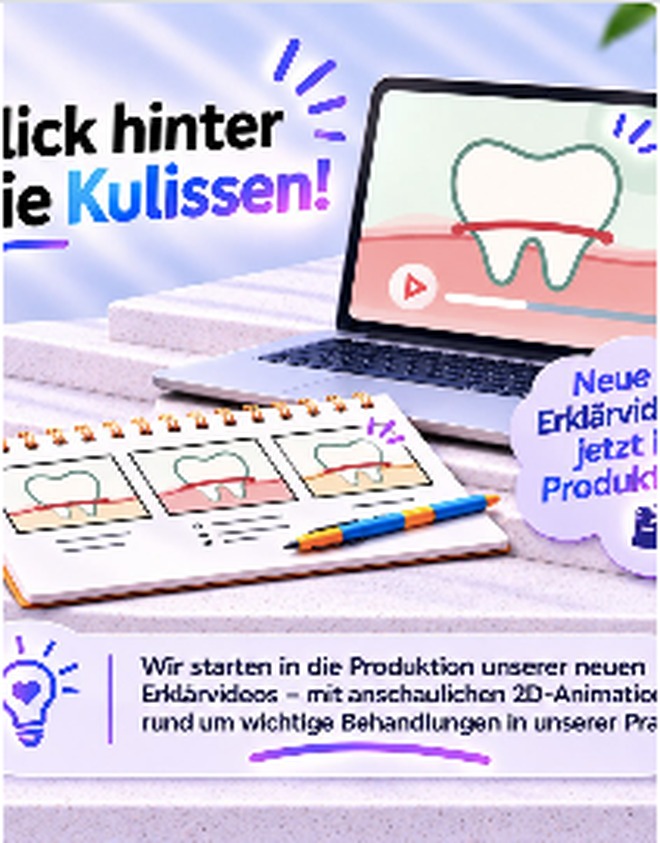 lick hinter
ie Kulissen!
Neue
Erklärvid
jetzt i
Produkt
Wir starten in die Produktion unserer neuen
Erklärvideos – mit anschaulichen 2D-Animatio
rund um wichtige Behandlungen in unserer Pra